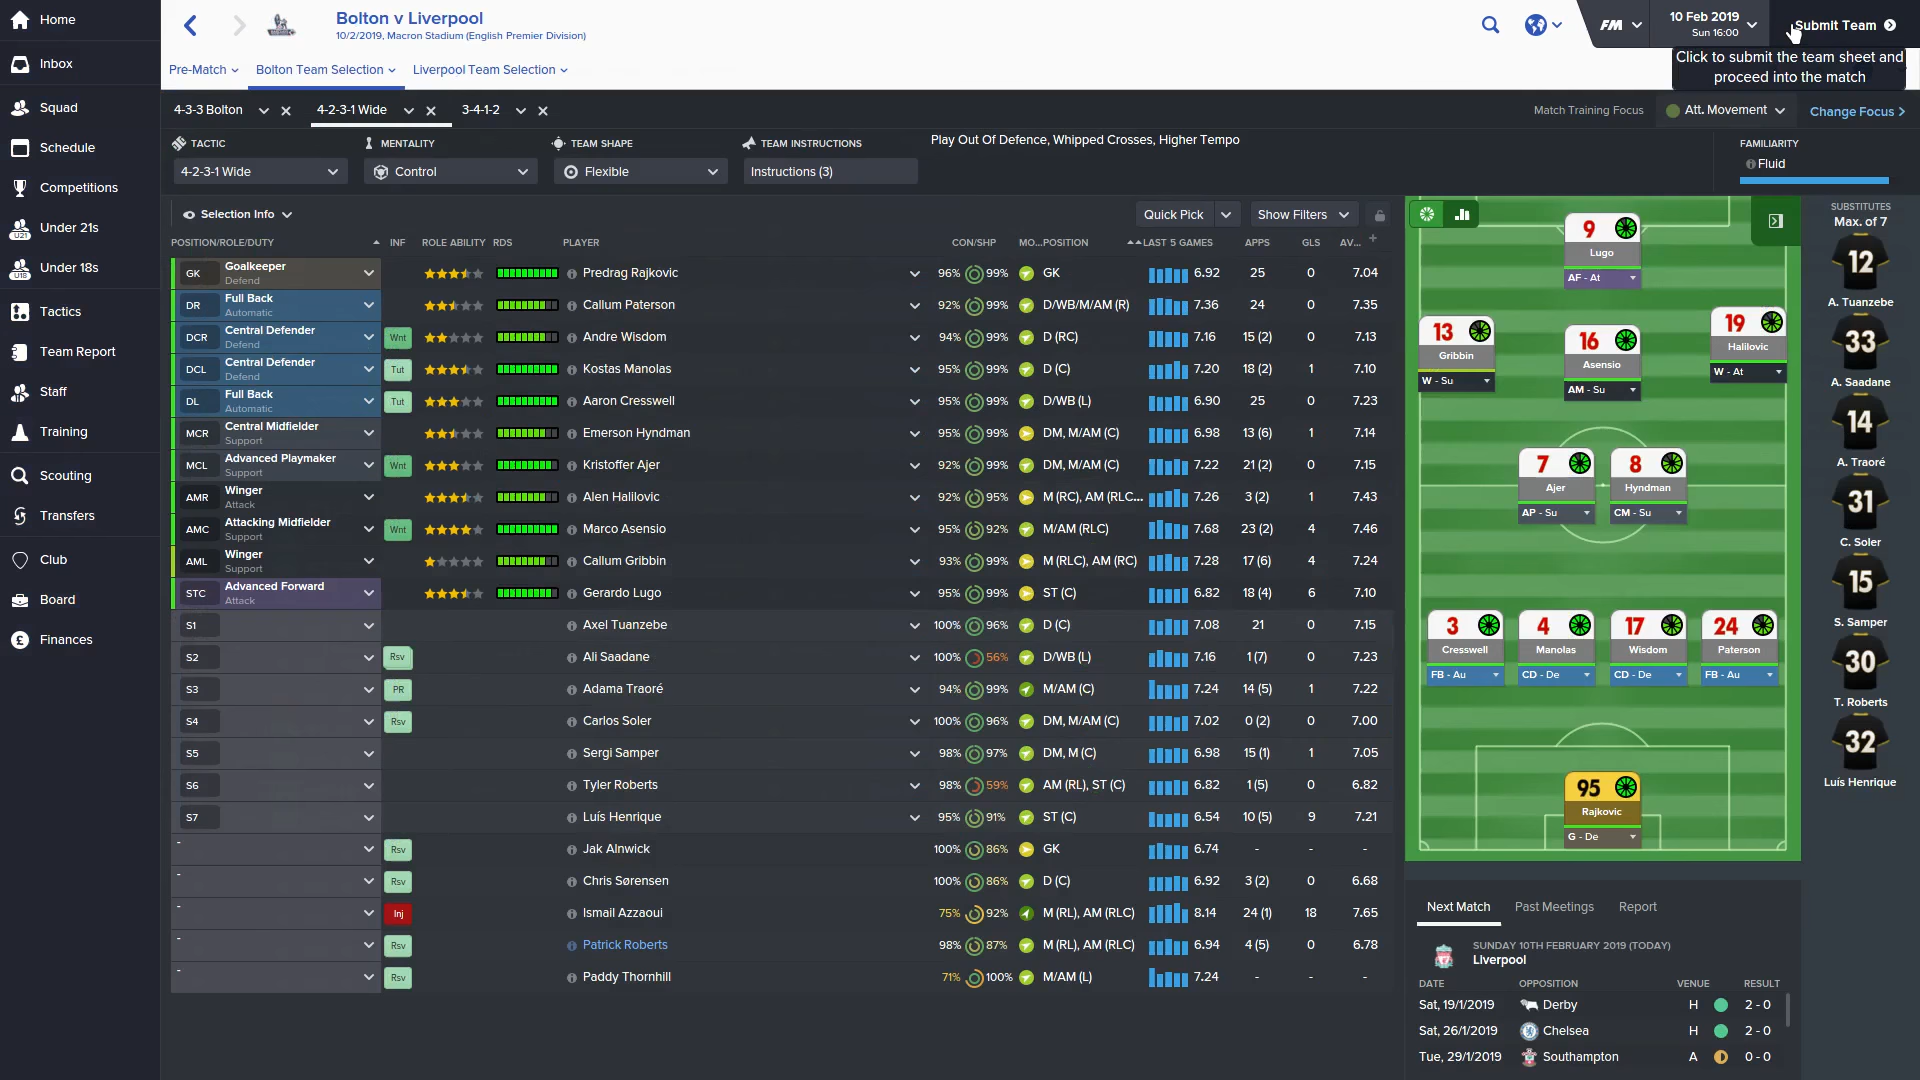 Home
Inbox
Squad
Schedule
Competitions
Under 21s
U21
Under 18s
U18
Tactics
Team Report
Staff
Training
Scouting
Transfers
Club
Board
Finances
Bolton v Liverpool
10/2/2019, Macron Stadium (English Premier Division)
FM
10 Feb 2019
Sun 16:00
Submit Team
Click to submit the team sheet and
proceed into the match
Pre-Match
Bolton Team Selection
Liverpool Team Selection
4-3-3 Bolton
4-2-3-1 Wide
3-4-1-2
Match Training Focus
Att. Movement
Change Focus >
TACTIC
4-2-3-1 Wide
MENTALITY
Control
TEAM SHAPE
Flexible
TEAM INSTRUCTIONS
Instructions (3)
Play Out Of Defence, Whipped Crosses, Higher Tempo
FAMILIARITY
Fluid
Selection Info
Quick Pick
Show Filters
POSITION/ROLE/DUTY INF ROLE ABILITY RDS PLAYER CON/SHP MO... POSITION LAST 5 GAMES APPS GLS AV...
GK Goalkeeper Defend Predrag Rajkovic 96% 99% GK 6.92 25 0 7.04
DR Full Back Automatic Callum Paterson 92% 99% D/WB/M/AM (R) 7.36 24 0 7.35
DCR Central Defender Defend Wnt Andre Wisdom 94% 99% D (RC) 7.16 15 (2) 0 7.13
DCL Central Defender Defend Tut Kostas Manolas 95% 99% D (C) 7.20 18 (2) 1 7.10
DL Full Back Automatic Tut Aaron Cresswell 95% 99% D/WB (L) 6.90 25 0 7.23
MCR Central Midfielder Support Emerson Hyndman 95% 99% DM, M/AM (C) 6.98 13 (6) 1 7.14
MCL Advanced Playmaker Support Wnt Kristoffer Ajer 92% 99% DM, M/AM (C) 7.22 21 (2) 1 7.15
AMR Winger Attack Alen Halilovic 92% 95% M (RC), AM (RLC... 7.26 3 (2) 1 7.43
AMC Attacking Midfielder Support Wnt Marco Asensio 95% 92% M/AM (RLC) 7.68 23 (2) 4 7.46
AML Winger Support Callum Gribbin 93% 99% M (RLC), AM (RC) 7.28 17 (6) 4 7.24
STC Advanced Forward Attack Gerardo Lugo 95% 99% ST (C) 6.82 18 (4) 6 7.10
S1 Axel Tuanzebe 100% 96% D (C) 7.08 21 0 7.15
S2 Rsv Ali Saadane 100% 56% D/WB (L) 7.16 1 (7) 0 7.23
S3 PR Adama Traoré 94% 99% M/AM (C) 7.24 14 (5) 1 7.22
S4 Rsv Carlos Soler 100% 96% DM, M/AM (C) 7.02 0 (2) 0 7.00
S5 Sergi Samper 98% 97% DM, M (C) 6.98 15 (1) 1 7.05
S6 Tyler Roberts 98% 59% AM (RL), ST (C) 6.82 1 (5) 0 6.82
S7 Luís Henrique 95% 91% ST (C) 6.54 10 (5) 9 7.21
- Rsv Jak Alnwick 100% 86% GK 6.74 - - -
- Rsv Chris Sørensen 100% 86% D (C) 6.92 3 (2) 0 6.68
- Inj Ismail Azzaoui 75% 92% M (RL), AM (RLC) 8.14 24 (1) 18 7.65
- Rsv Patrick Roberts 98% 87% M (RL), AM (RLC) 6.94 4 (5) 0 6.78
- Rsv Paddy Thornhill 71% 100% M/AM (L) 7.24 - - -
9
Lugo
AF - At
13
Gribbin
W - Su
16
Asensio
AM - Su
19
Halilovic
W - At
7
Ajer
AP - Su
8
Hyndman
CM - Su
3
Cresswell
FB - Au
4
Manolas
CD - De
17
Wisdom
CD - De
24
Paterson
FB - Au
95
Rajkovic
G - De
SUBSTITUTES
Max. of 7
12
A. Tuanzebe
33
A. Saadane
14
A. Traoré
31
C. Soler
15
S. Samper
30
T. Roberts
32
Luís Henrique
Next Match
Past Meetings
Report
SUNDAY 10TH FEBRUARY 2019 (TODAY)
Liverpool
DATE OPPOSITION VENUE RESULT
Sat, 19/1/2019 Derby H 2 - 0
Sat, 26/1/2019 Chelsea H 2 - 0
Tue, 29/1/2019 Southampton A 0 - 0